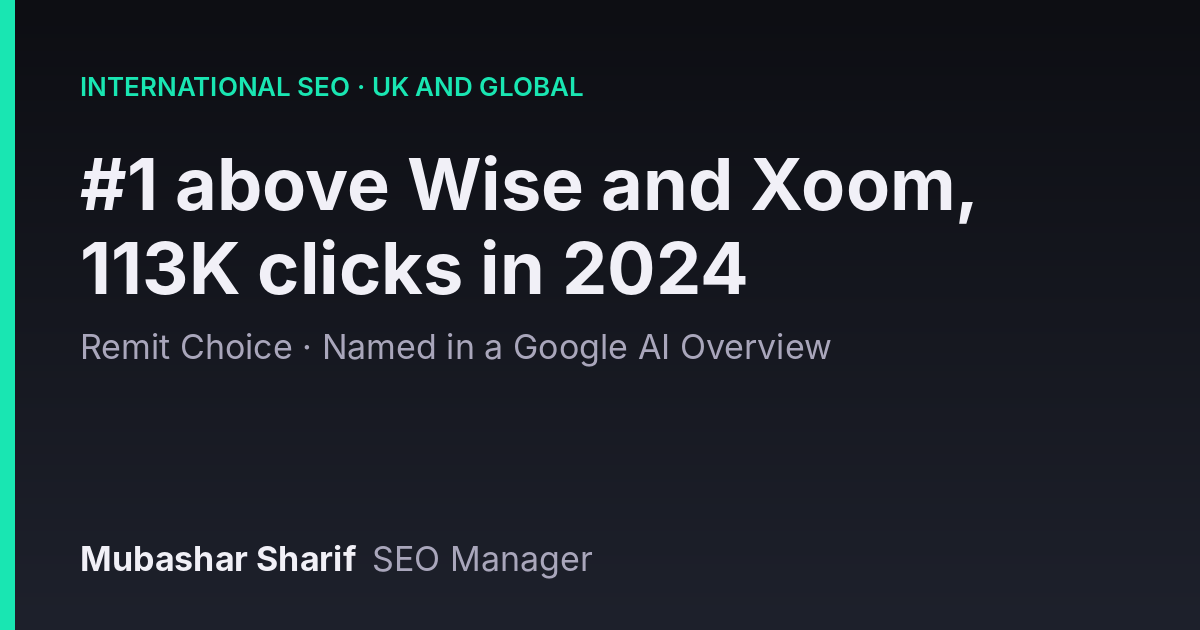 INTERNATIONAL SEO · UK AND GLOBAL
#1 above Wise and Xoom,
113K clicks in 2024
Remit Choice · Named in a Google AI Overview
Mubashar Sharif SEO Manager